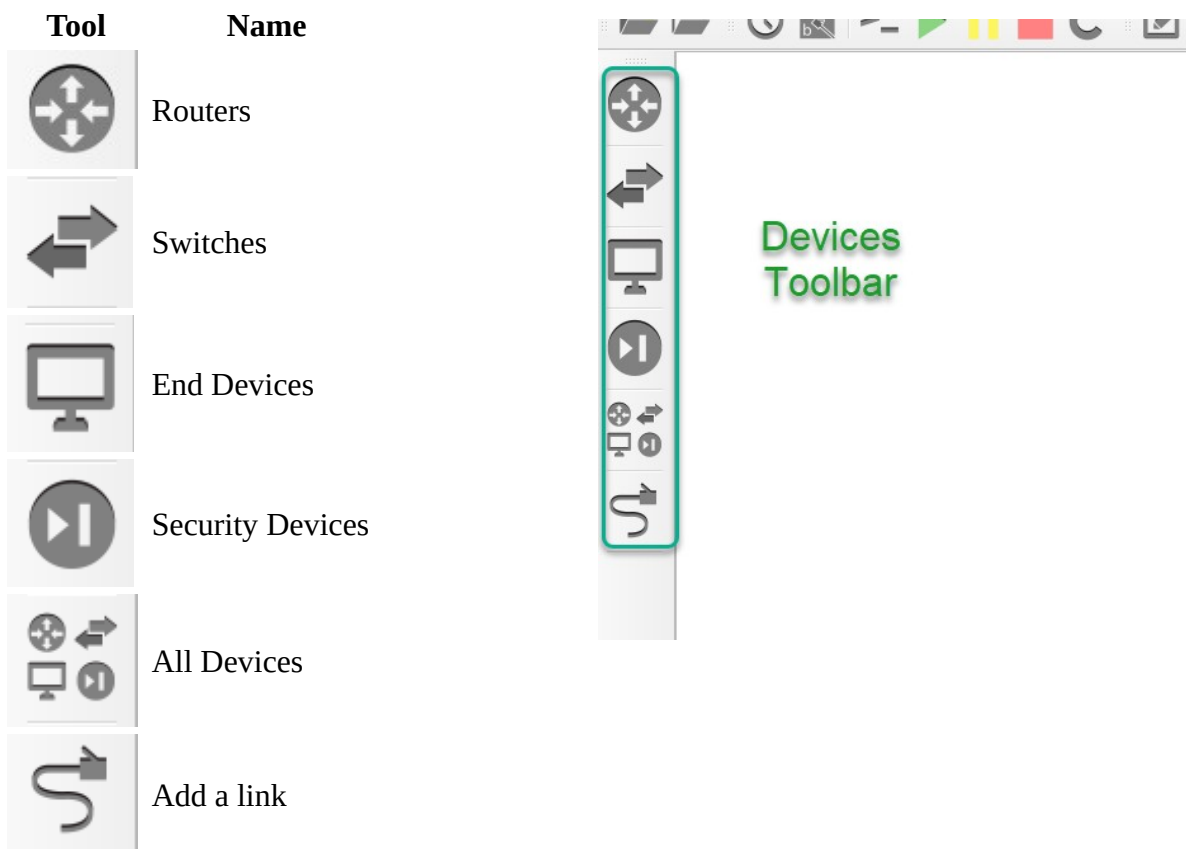 Tool Name
Routers
Switches
End Devices
Security Devices
All Devices
Add a link
Devices
Toolbar